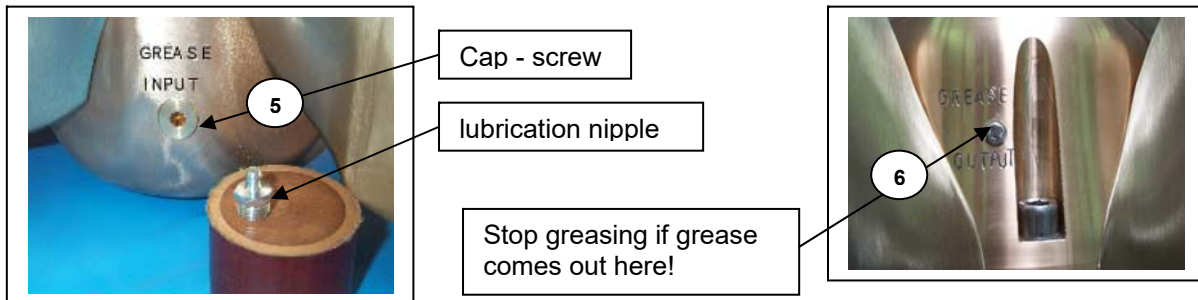 GREASE
INPUT
5
Cap - screw
lubrication nipple
Stop greasing if grease
comes out here!
GREASE
OUTPUT
6